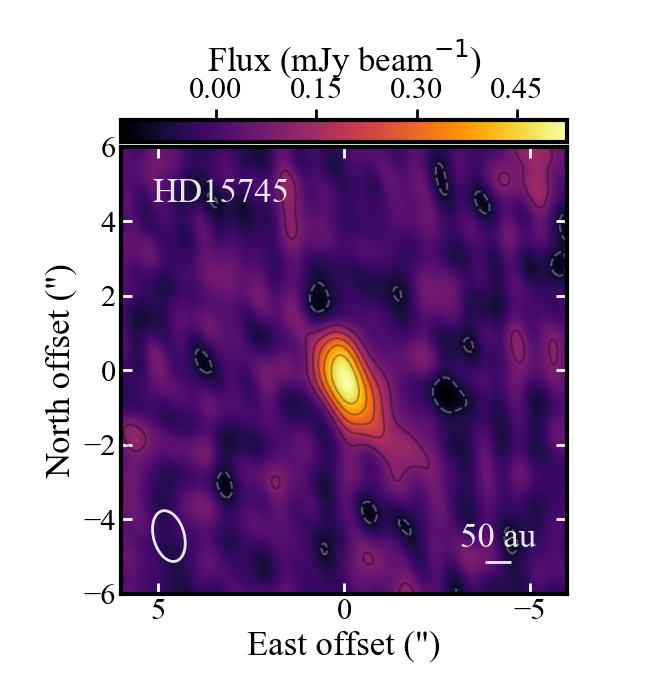 Flux (mJy beam⁻¹)
0.00 0.15 0.30 0.45
6
HD15745
4
2
North offset (")
0
−2
−4
50 au
−6
5 0 −5
East offset (")